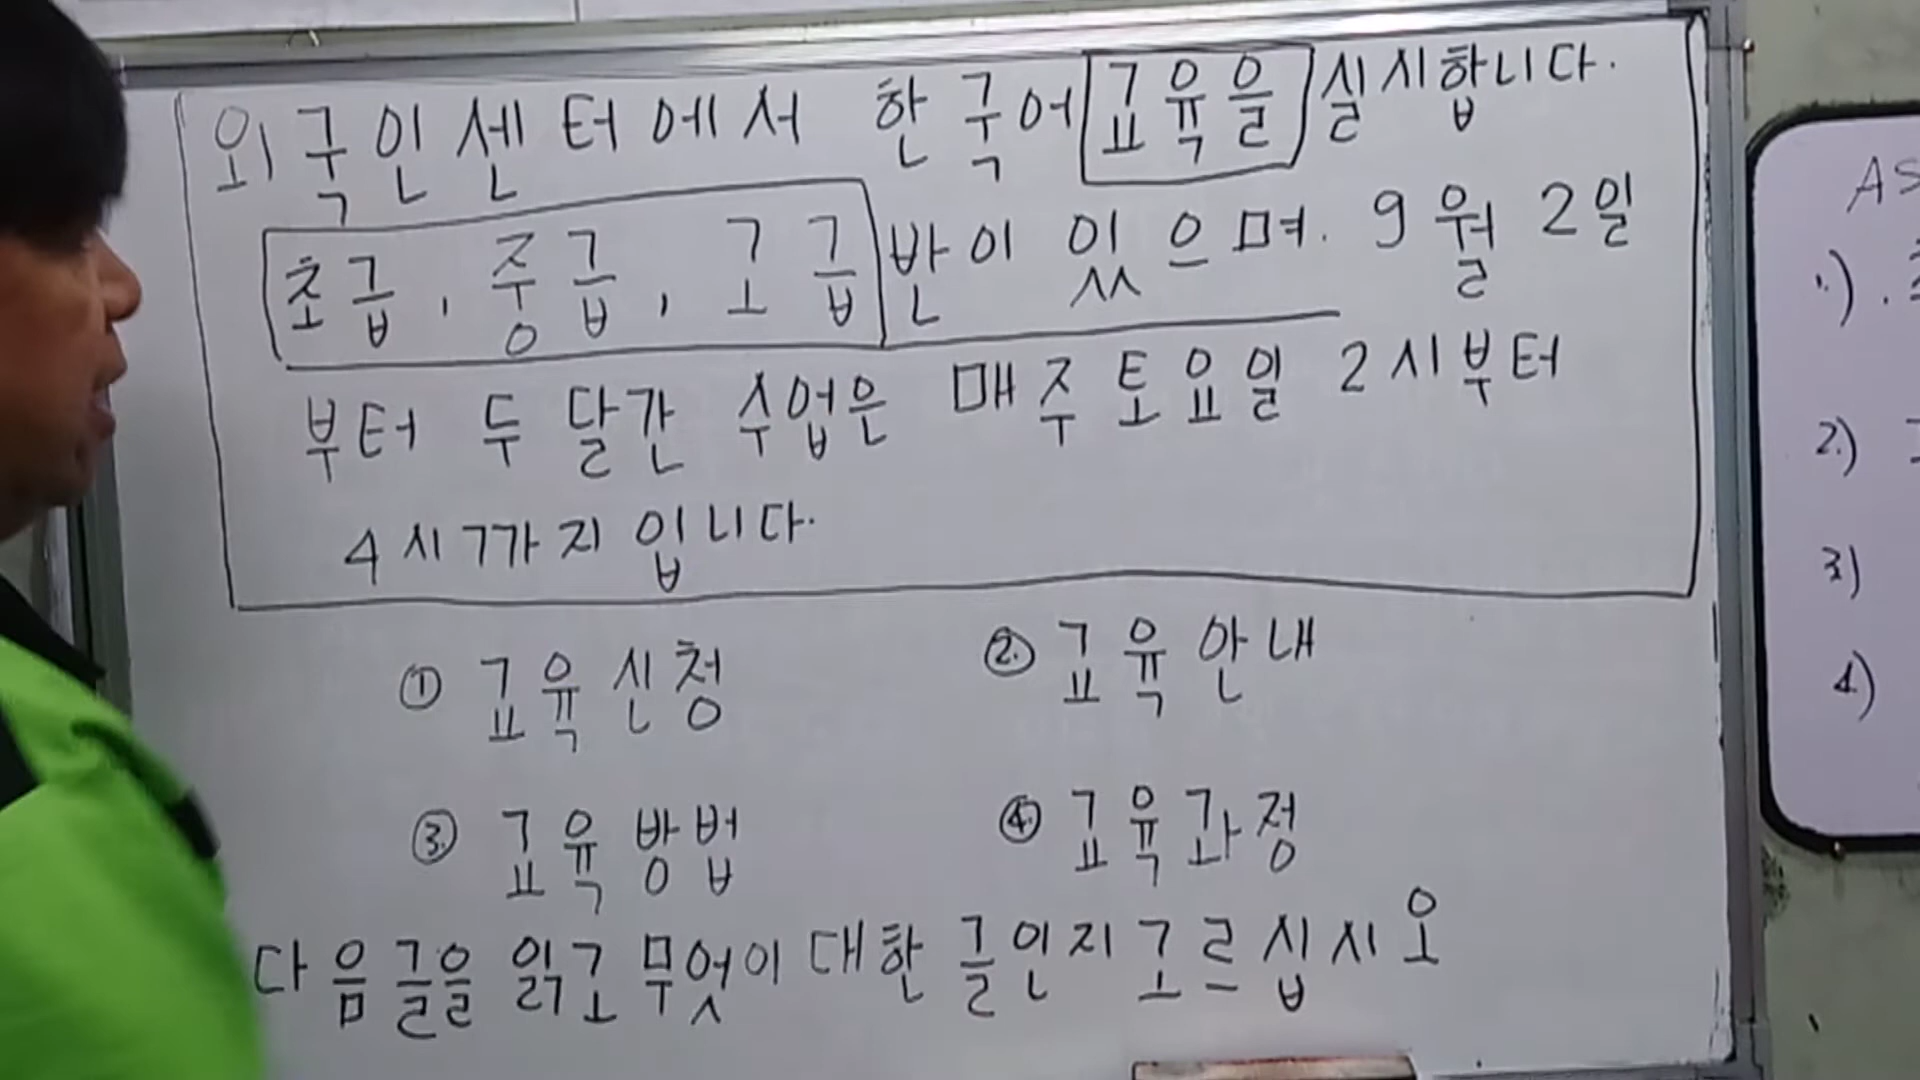 외국인센터에서 한국어교육을실시합니다.
초급, 중급, 고급반이 있으며. 9월 2일
부터 두 달간 수업은 매주토요일 2시부터
4시까지 입니다.
① 교육신청
②. 교육안내
③. 교육방법
④. 교육과정
다음글을 읽고 무엇이 대한 글인지고르십시오
AS
1.)
2.)
3)
4)